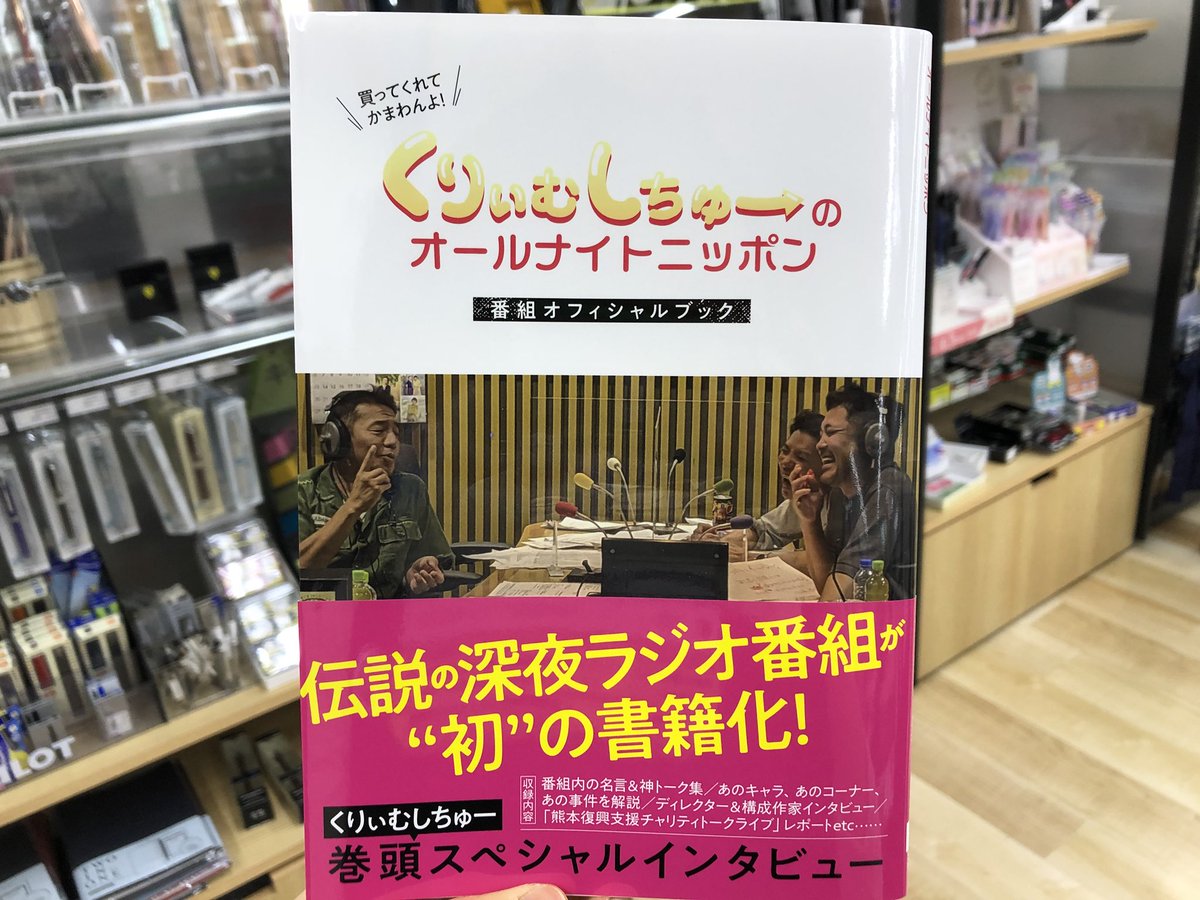 買ってくれて
かまわんよ!
くりぃむしちゅーの
オールナイトニッポン
番組オフィシャルブック
伝説の深夜ラジオ番組が
“初”の書籍化!
収録内容
番組内の名言&神トーク集/あのキャラ、あのコーナー、
あの事件を解説/ディレクター&構成作家インタビュー/
「熊本復興支援チャリティトークライブ」レポートetc……
くりぃむしちゅー
巻頭スペシャルインタビュー